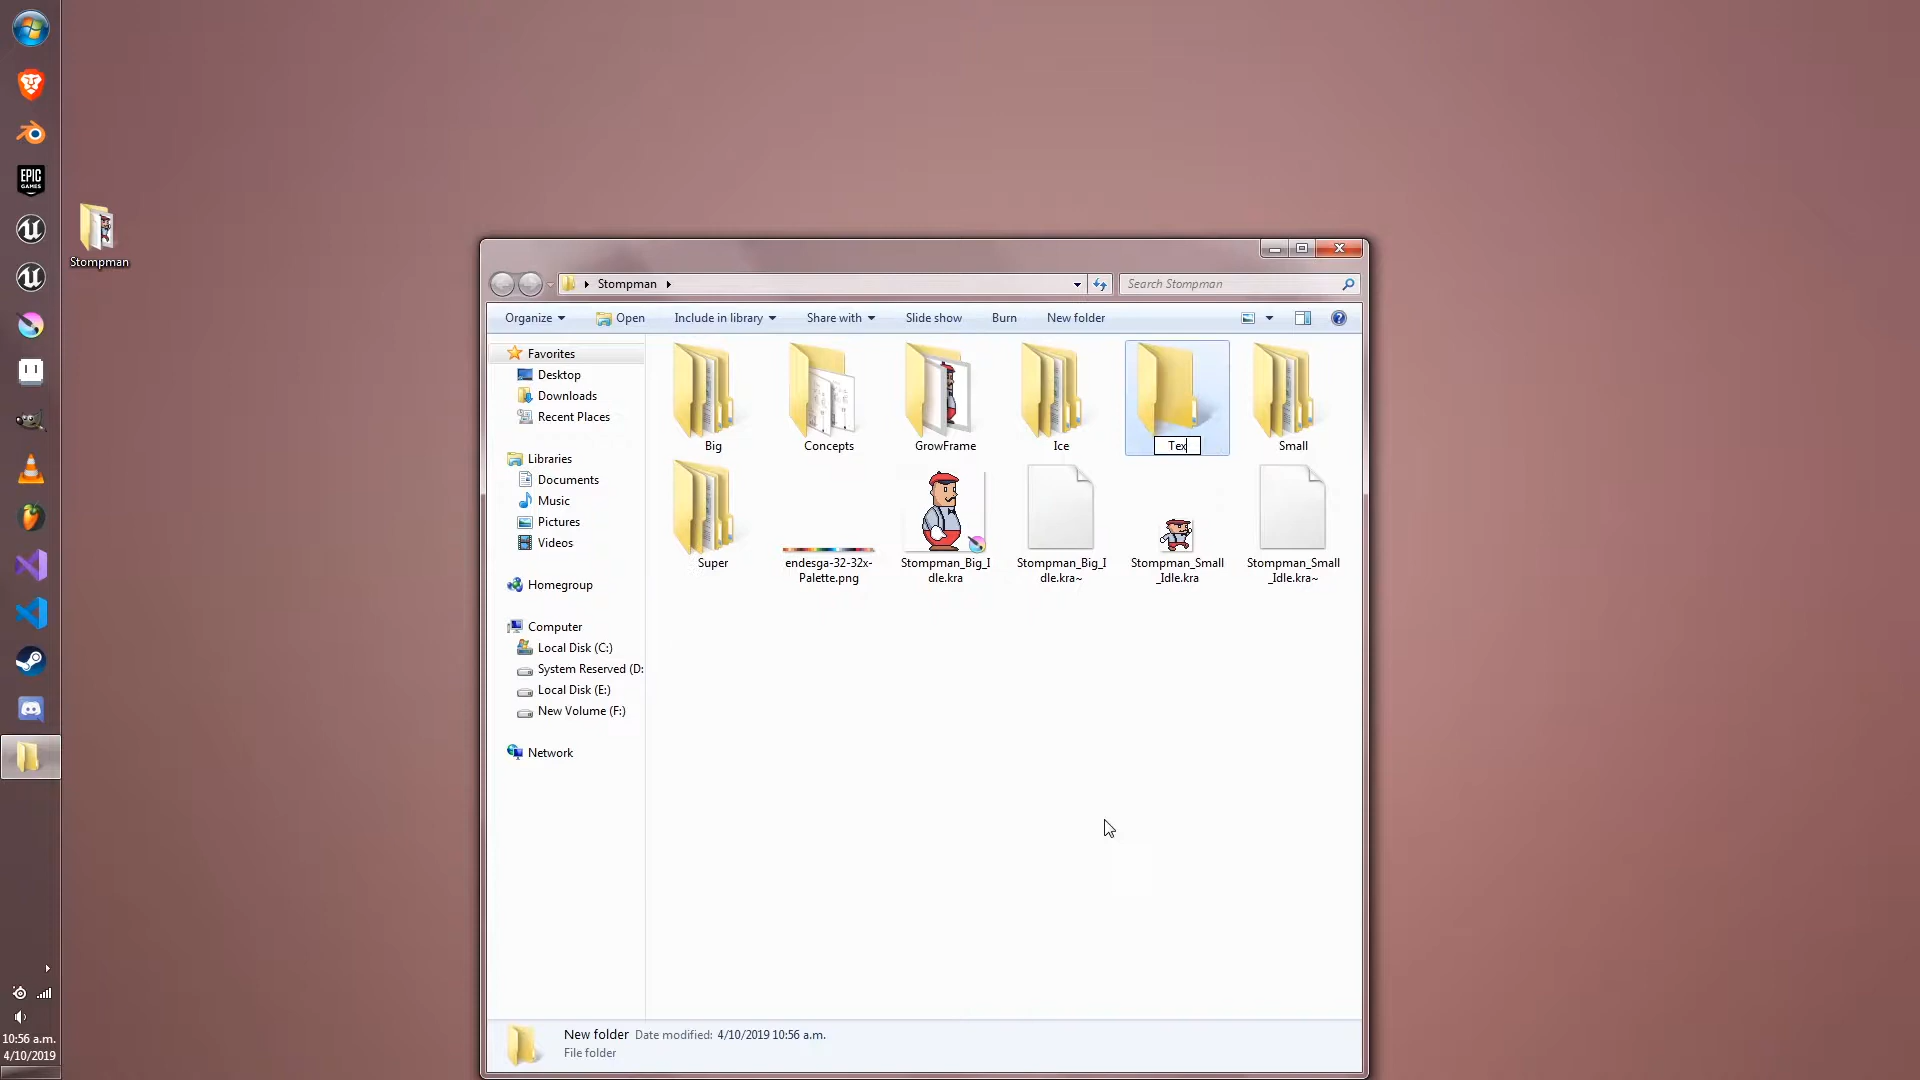 EPIC
GAMES
Stompman
Stompman
Search Stompman
Organize
Open
Include in library
Share with
Slide show
Burn
New folder
Favorites
Desktop
Downloads
Recent Places
Libraries
Documents
Music
Pictures
Videos
Homegroup
Computer
Local Disk (C:)
System Reserved (D:
Local Disk (E:)
New Volume (F:)
Network
Big
Concepts
GrowFrame
Ice
Tex
Small
Super
endesga-32-32x-
Palette.png
Stompman_Big_I
dle.kra
Stompman_Big_I
dle.kra~
Stompman_Small
_Idle.kra
Stompman_Small
_Idle.kra~
New folder Date modified: 4/10/2019 10:56 a.m.
File folder
10:56 a.m.
4/10/2019